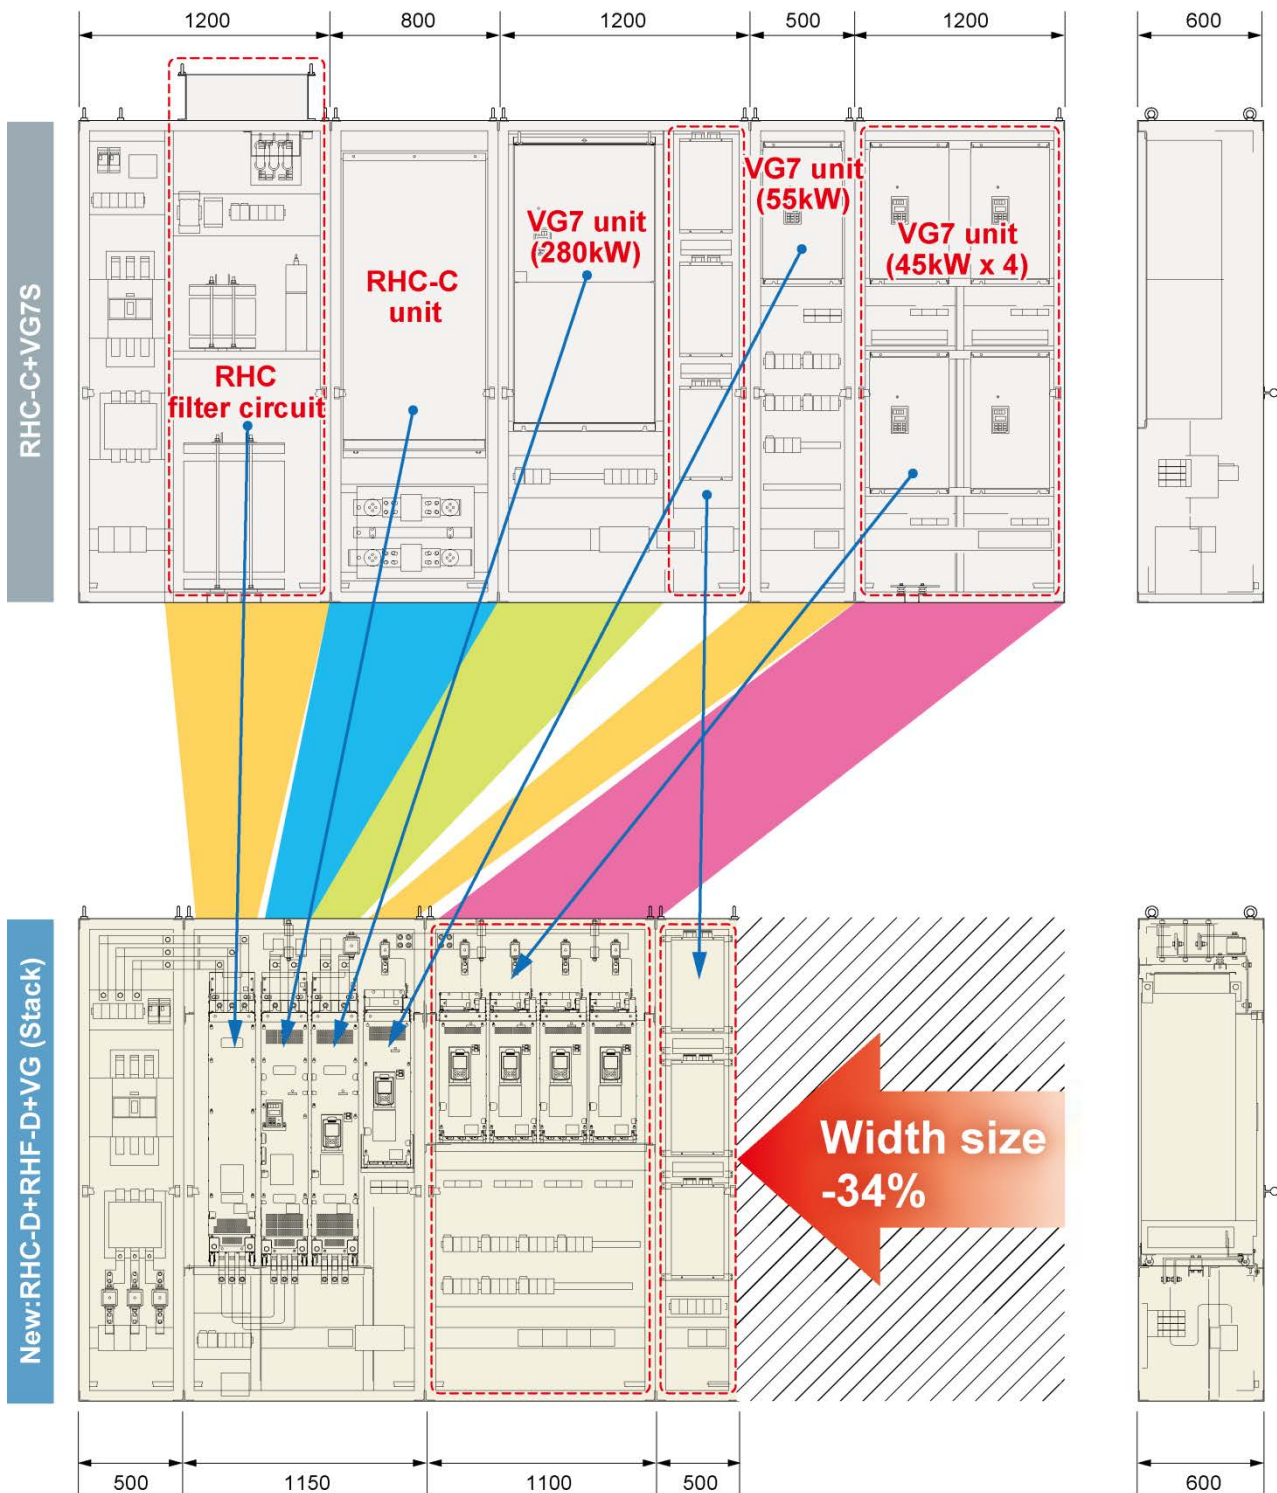 1200
800
1200
500
1200
600
RHC-C+VG7S
RHC
filter circuit
RHC-C
unit
VG7 unit
(280kW)
VG7 unit
(55kW)
VG7 unit
(45kW x 4)
New:RHC-D+RHF-D+VG (Stack)
Width size
-34%
500
1150
1100
500
600